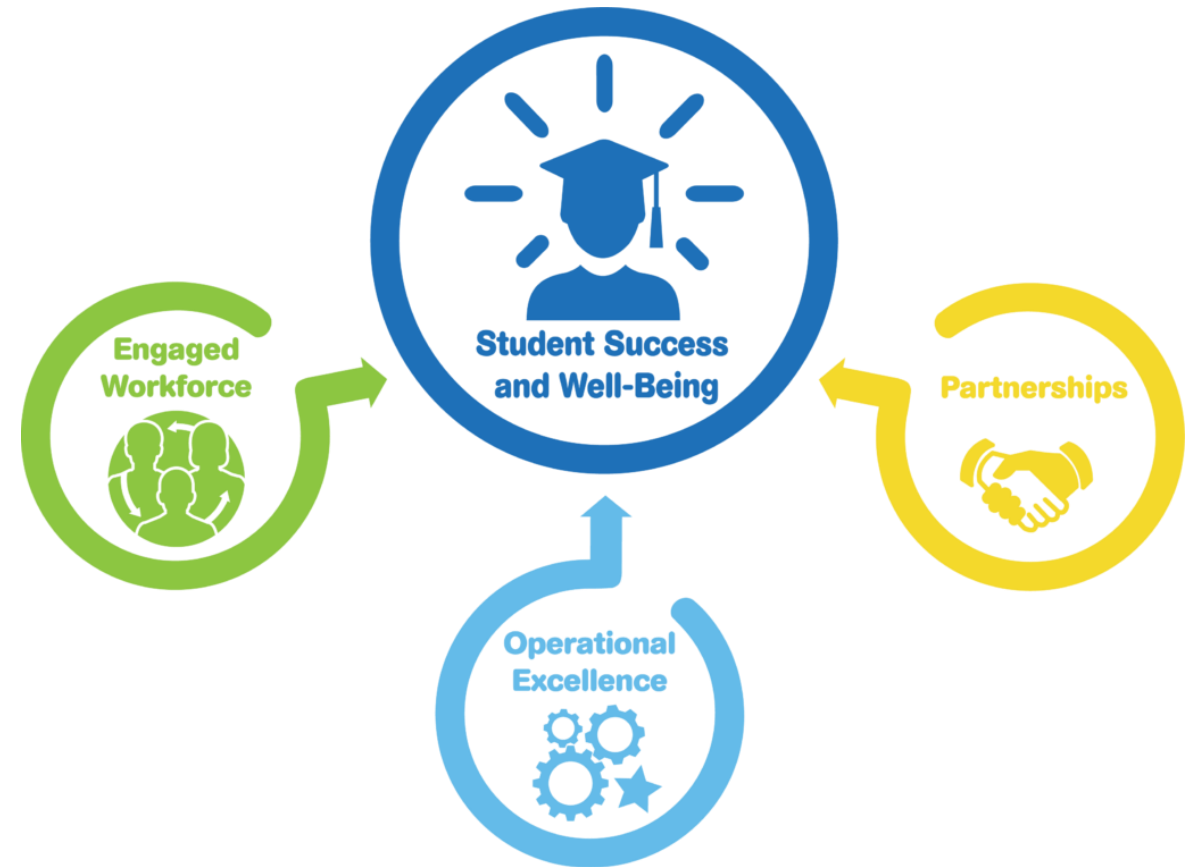 Student Success
and Well-Being
Engaged
Workforce
Partnerships
Operational
Excellence